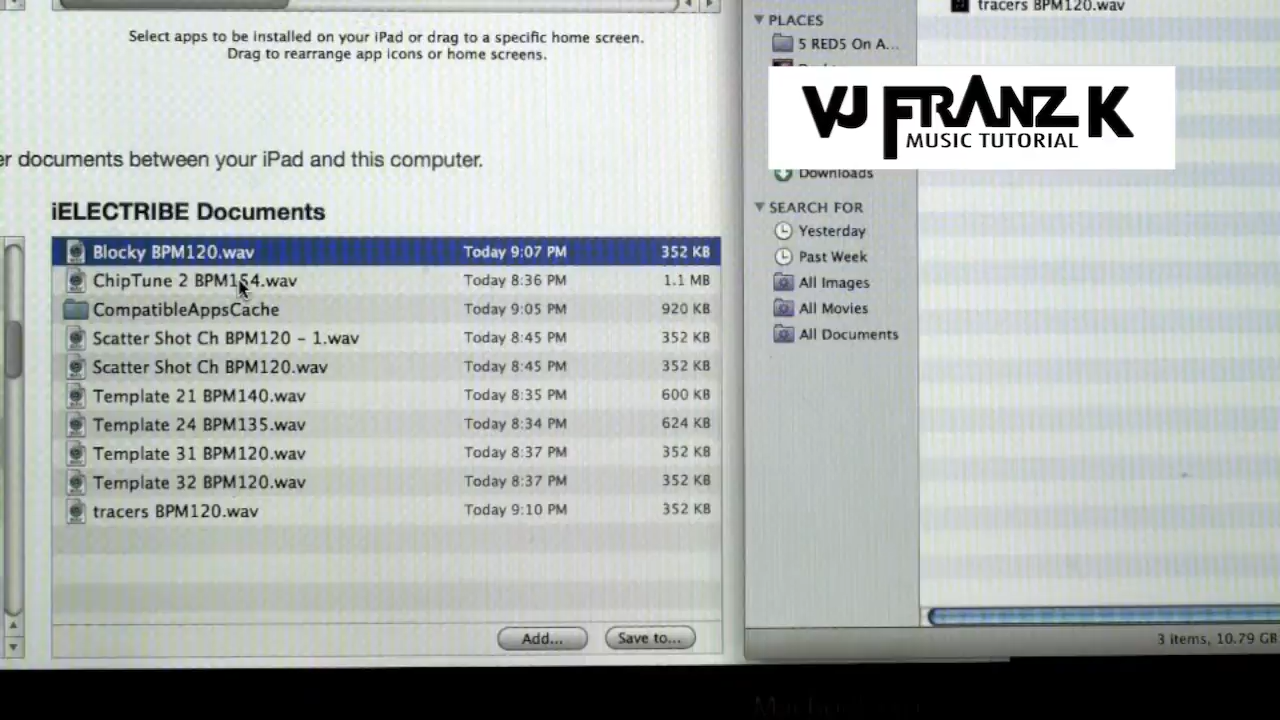 Select apps to be installed on your iPad or drag to a specific home screen.
Drag to rearrange app icons or home screens.
er documents between your iPad and this computer.
iELECTRIBE Documents
Blocky BPM120.wav Today 9:07 PM 352 KB
ChipTune 2 BPM154.wav Today 8:36 PM 1.1 MB
CompatibleAppsCache Today 9:05 PM 920 KB
Scatter Shot Ch BPM120 - 1.wav Today 8:45 PM 352 KB
Scatter Shot Ch BPM120.wav Today 8:45 PM 352 KB
Template 21 BPM140.wav Today 8:35 PM 600 KB
Template 24 BPM135.wav Today 8:34 PM 624 KB
Template 31 BPM120.wav Today 8:37 PM 352 KB
Template 32 BPM120.wav Today 8:37 PM 352 KB
tracers BPM120.wav Today 9:10 PM 352 KB
Add...
Save to...
PLACES
5 RED5 On A...
VJ FRANZ K
MUSIC TUTORIAL
Downloads
SEARCH FOR
Yesterday
Past Week
All Images
All Movies
All Documents
tracers BPM120.wav
3 items, 10.79 GB